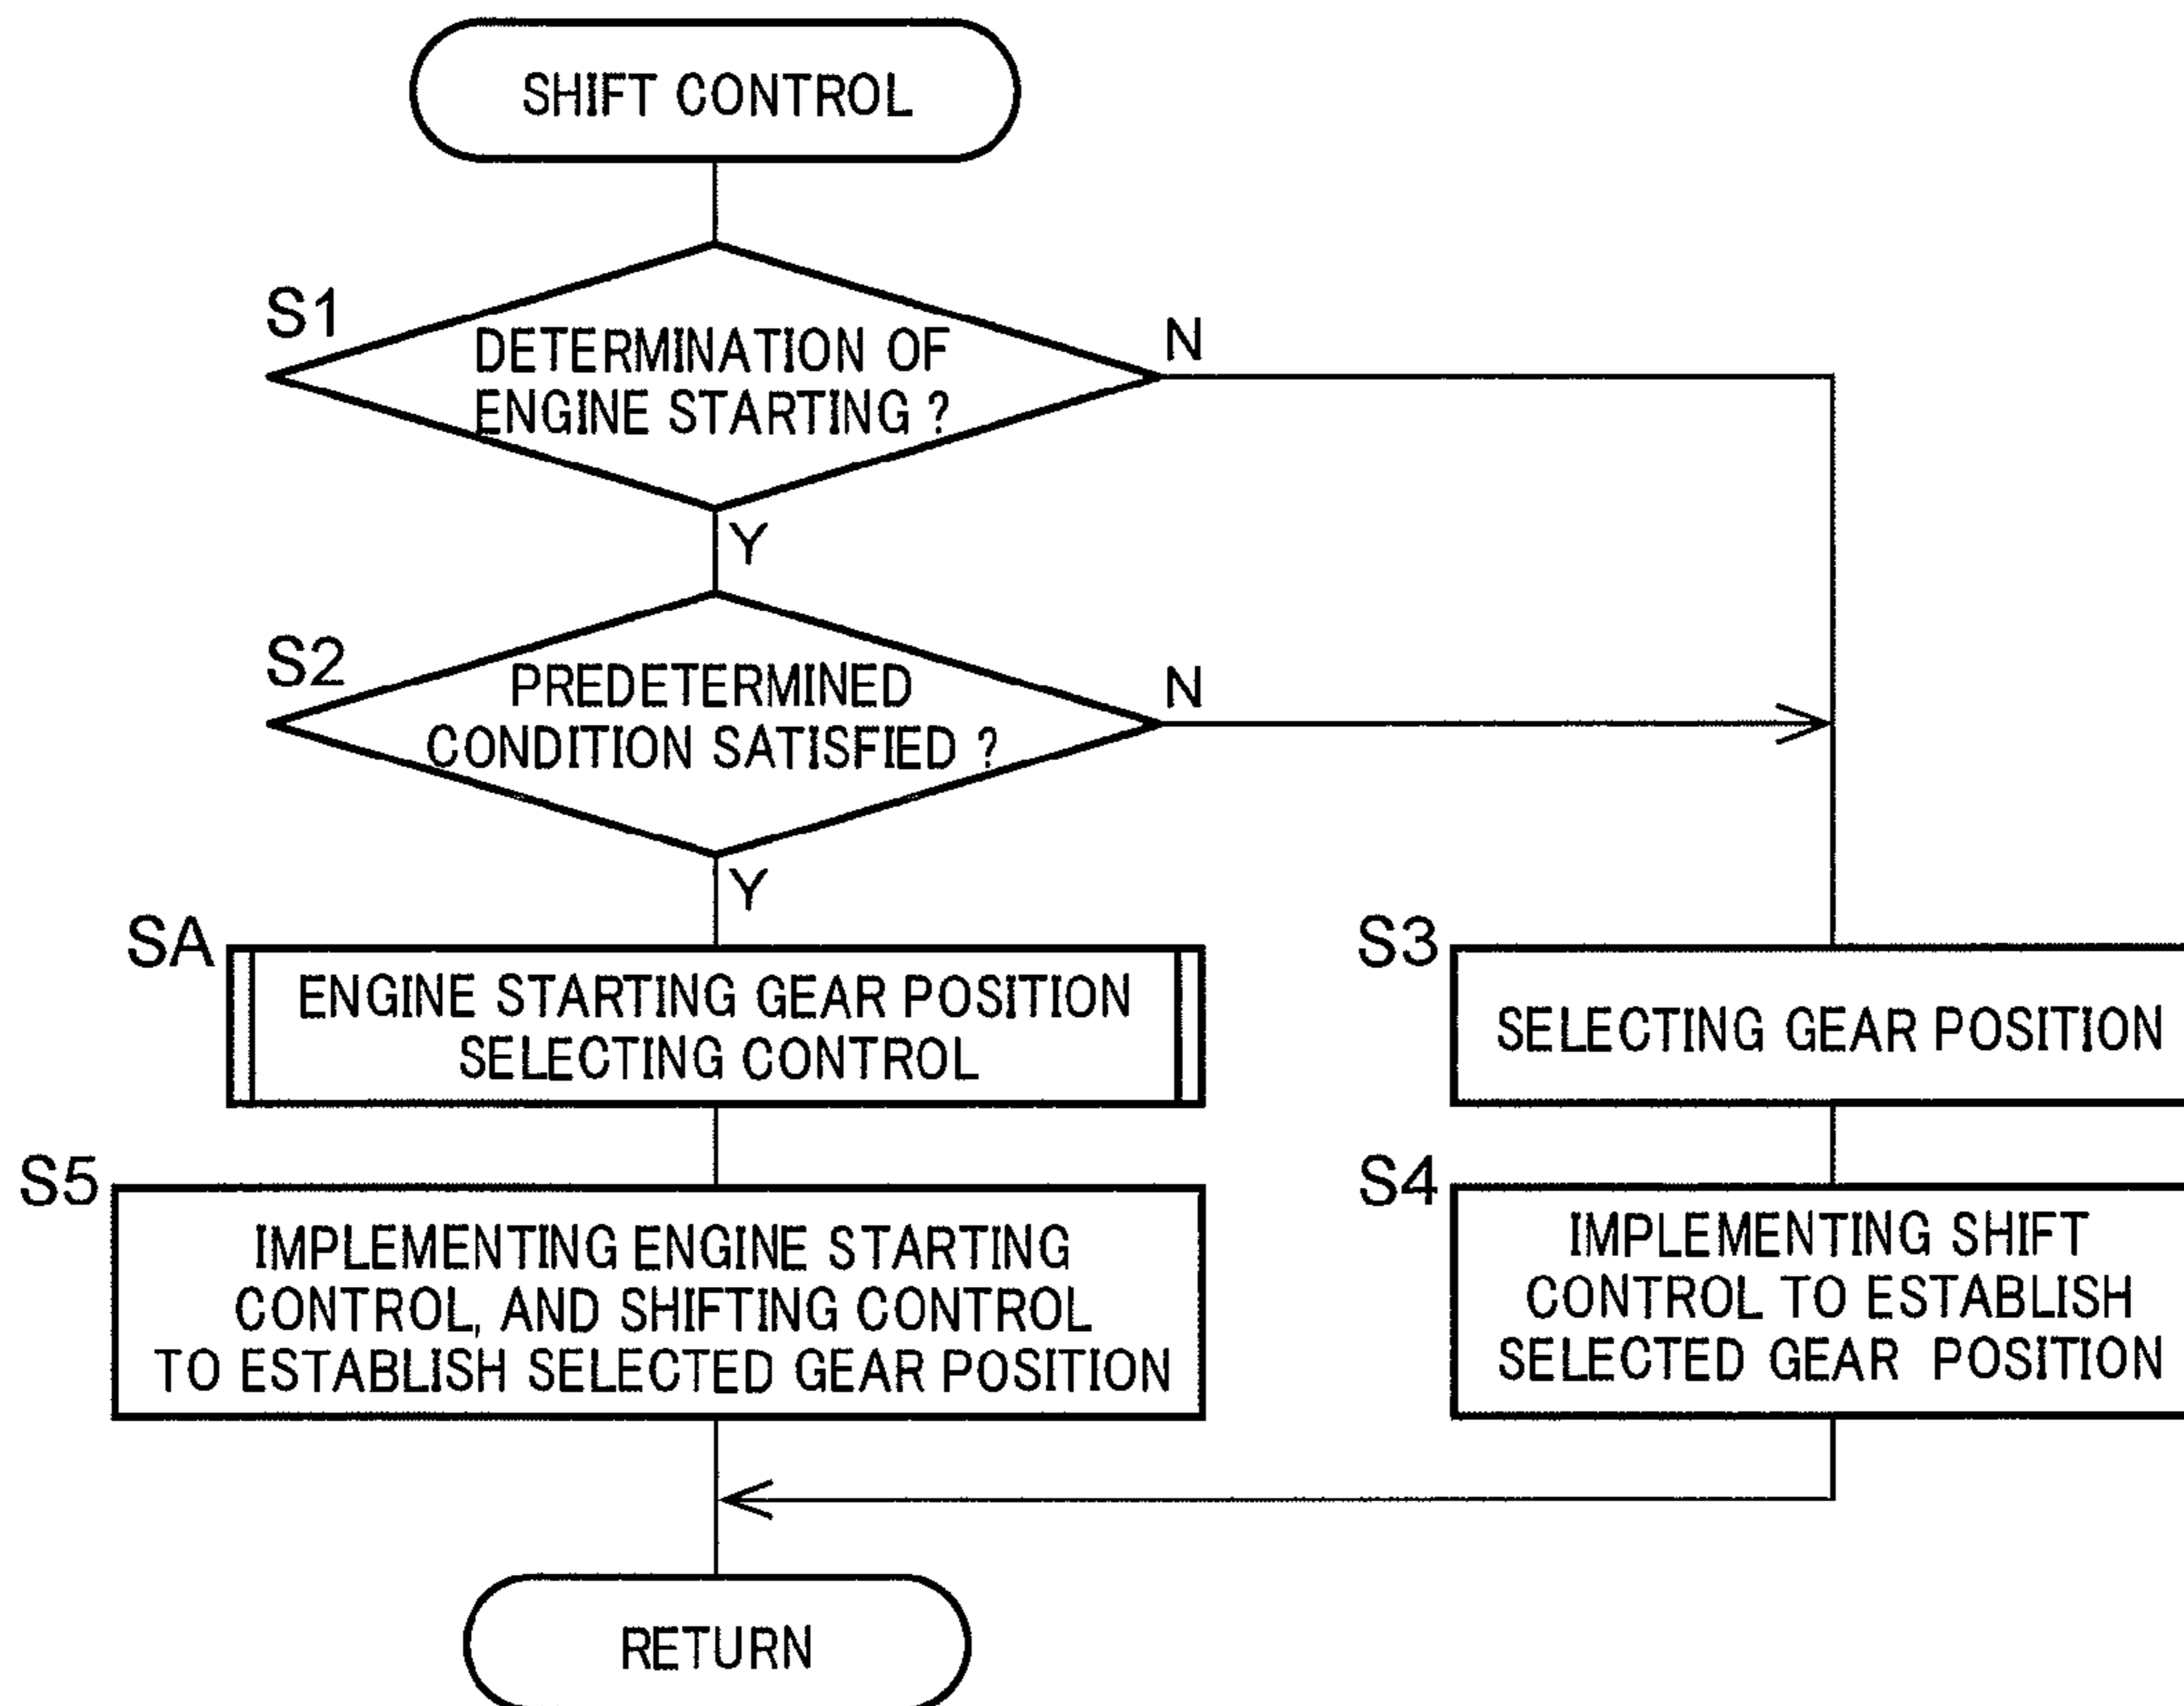 SHIFT CONTROL
S1
DETERMINATION OF
ENGINE STARTING ?
N
Y
S2
PREDETERMINED
CONDITION SATISFIED ?
N
Y
SA
ENGINE STARTING GEAR POSITION
SELECTING CONTROL
S3
SELECTING GEAR POSITION
S5
IMPLEMENTING ENGINE STARTING
CONTROL, AND SHIFTING CONTROL
TO ESTABLISH SELECTED GEAR POSITION
S4
IMPLEMENTING SHIFT
CONTROL TO ESTABLISH
SELECTED GEAR POSITION
RETURN